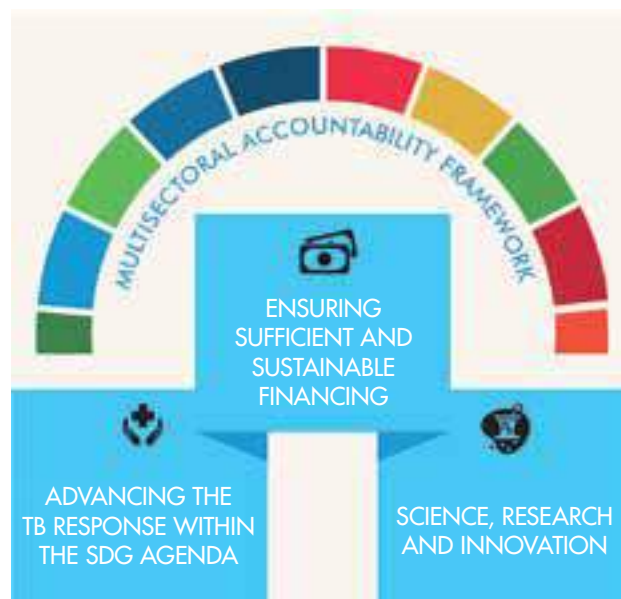 MULTISECTORAL ACCOUNTABILITY FRAMEWORK
ENSURING
SUFFICIENT AND
SUSTAINABLE
FINANCING
ADVANCING THE
TB RESPONSE WITHIN
THE SDG AGENDA
SCIENCE, RESEARCH
AND INNOVATION